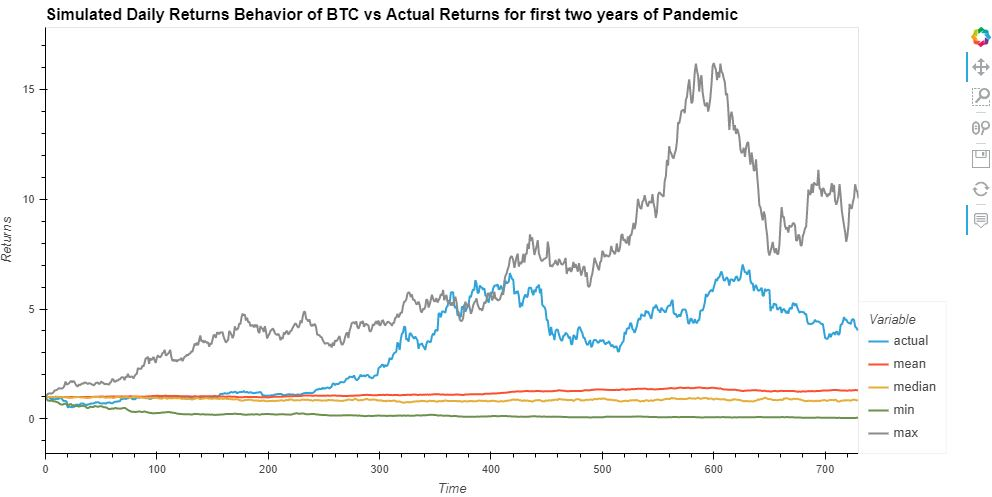 Simulated Daily Returns Behavior of BTC vs Actual Returns for first two years of Pandemic
Returns
15
10
5
0
0 100 200 300 400 500 600 700
Time
Variable
actual
mean
median
min
max